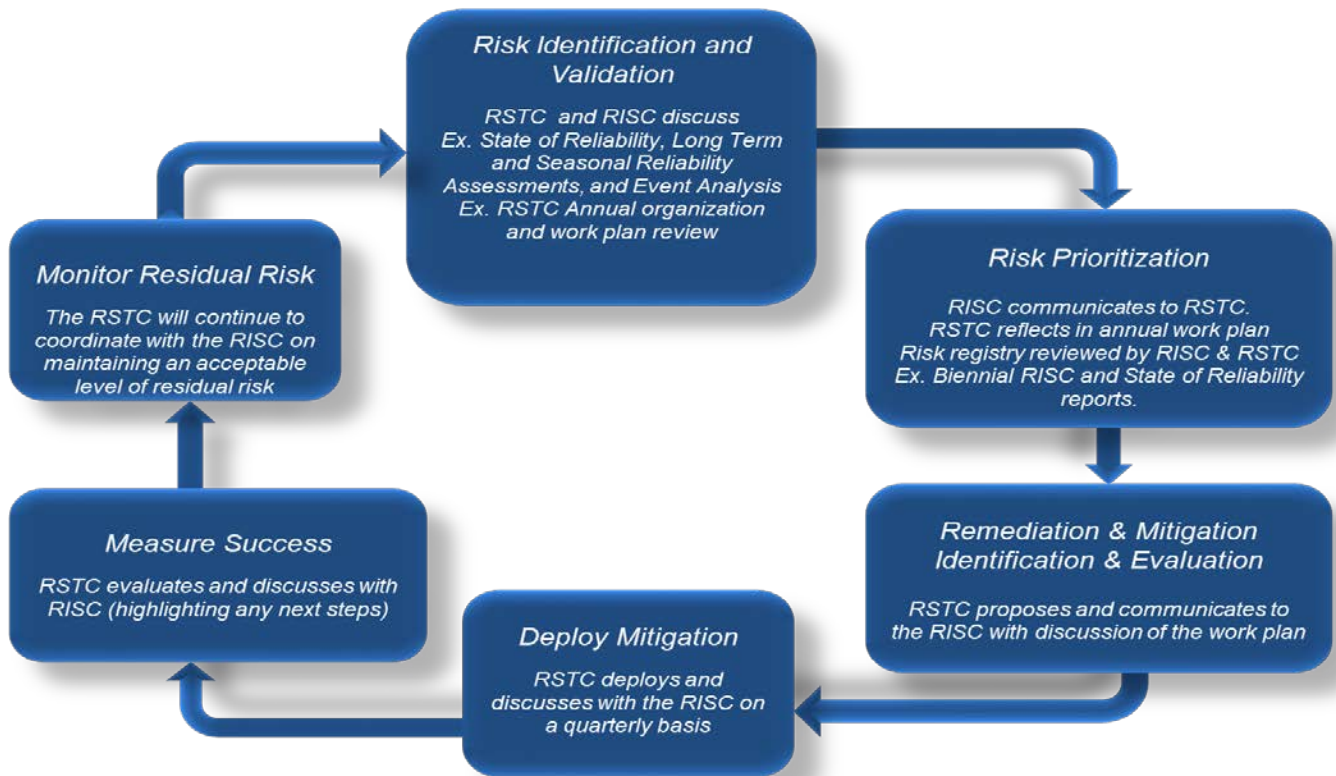 Risk Identification and
Validation
RSTC and RISC discuss
Ex. State of Reliability, Long Term
and Seasonal Reliability
Assessments, and Event Analysis
Ex. RSTC Annual organization
and work plan review
Risk Prioritization
RISC communicates to RSTC.
RSTC reflects in annual work plan
Risk registry reviewed by RISC & RSTC
Ex. Biennial RISC and State of Reliability
reports.
Remediation & Mitigation
Identification & Evaluation
RSTC proposes and communicates to
the RISC with discussion of the work plan
Deploy Mitigation
RSTC deploys and
discusses with the RISC on
a quarterly basis
Measure Success
RSTC evaluates and discusses with
RISC (highlighting any next steps)
Monitor Residual Risk
The RSTC will continue to
coordinate with the RISC on
maintaining an acceptable
level of residual risk